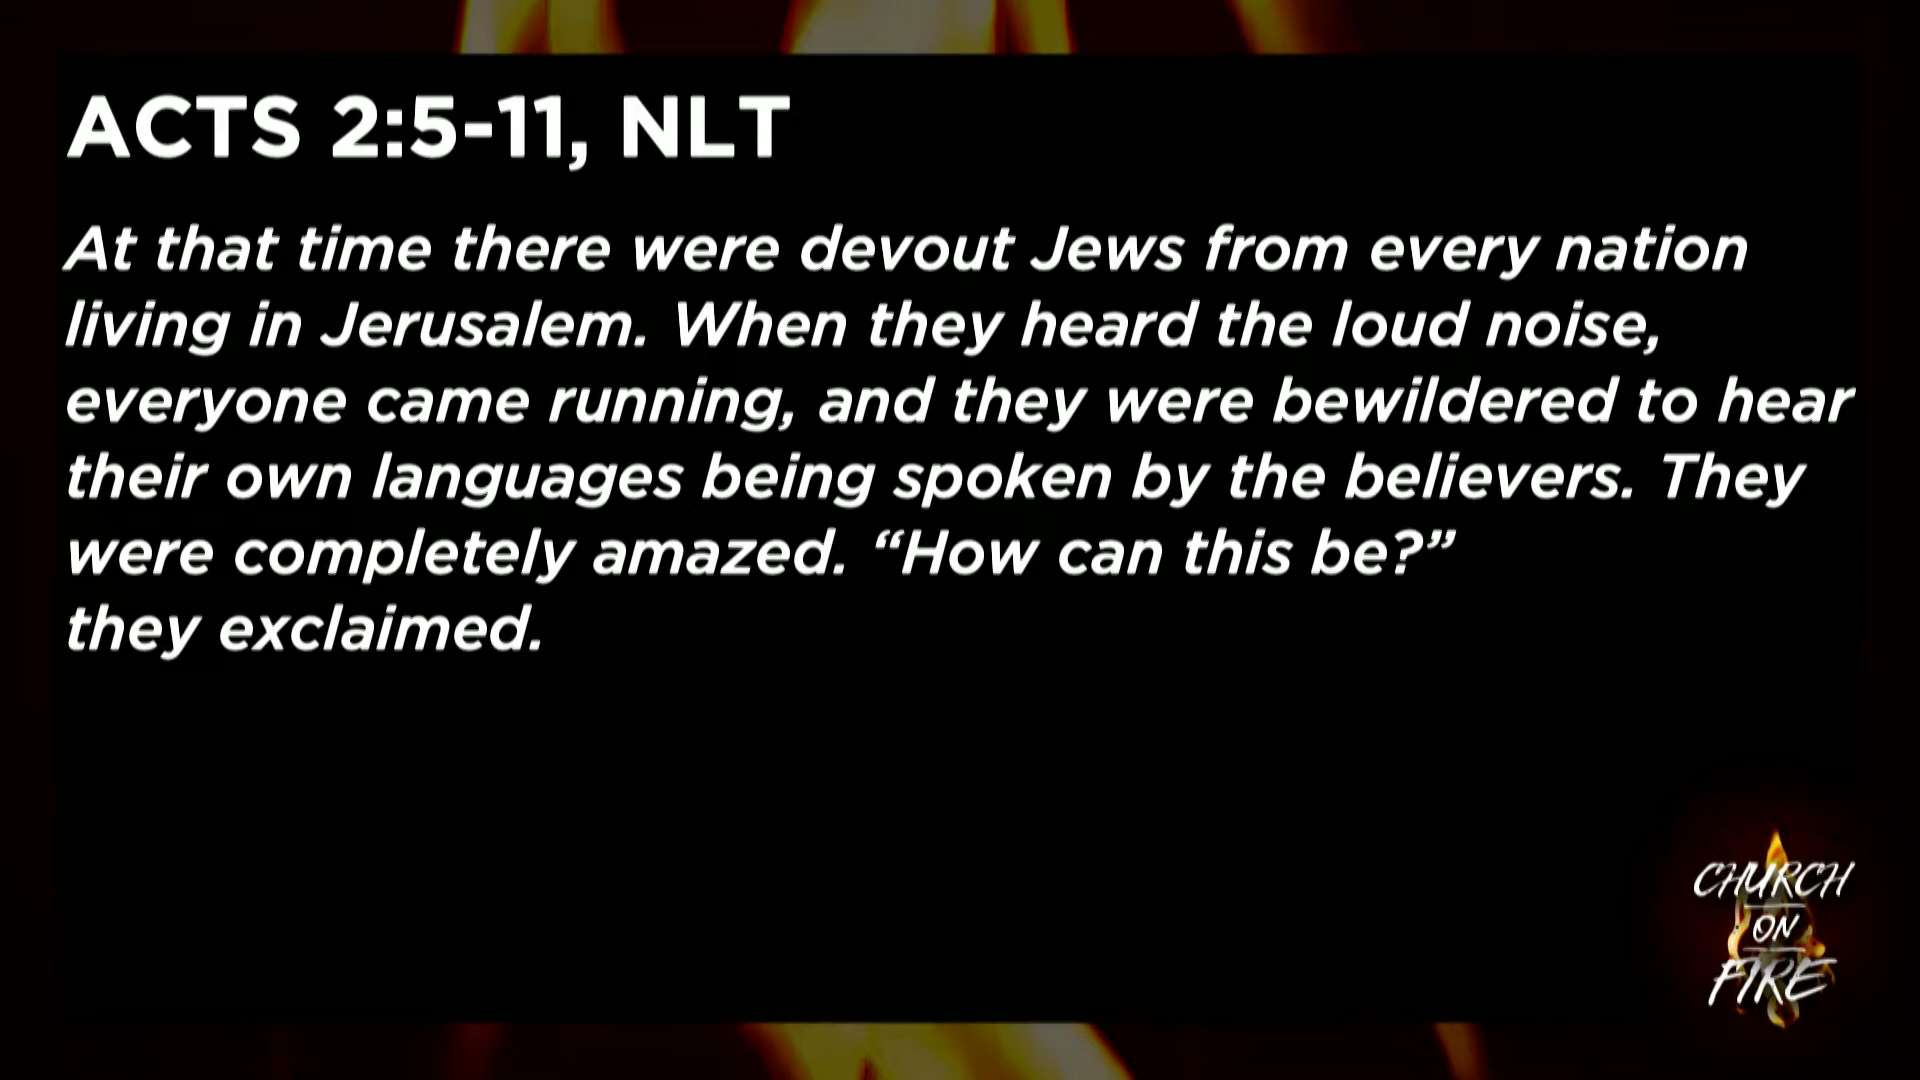 ACTS 2:5-11, NLT
At that time there were devout Jews from every nation
living in Jerusalem. When they heard the loud noise,
everyone came running, and they were bewildered to hear
their own languages being spoken by the believers. They
were completely amazed. “How can this be?”
they exclaimed.
CHURCH
ON
FIRE